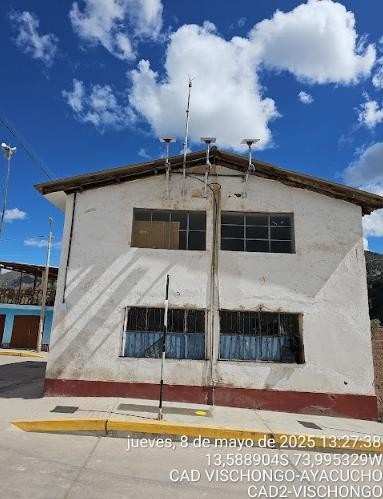 jueves, 8 de mayo de 2025 13:27:38
13,588904S 73,995329W
CAD VISCHONGO-AYACUCHO
CAD2-VISCHONGO